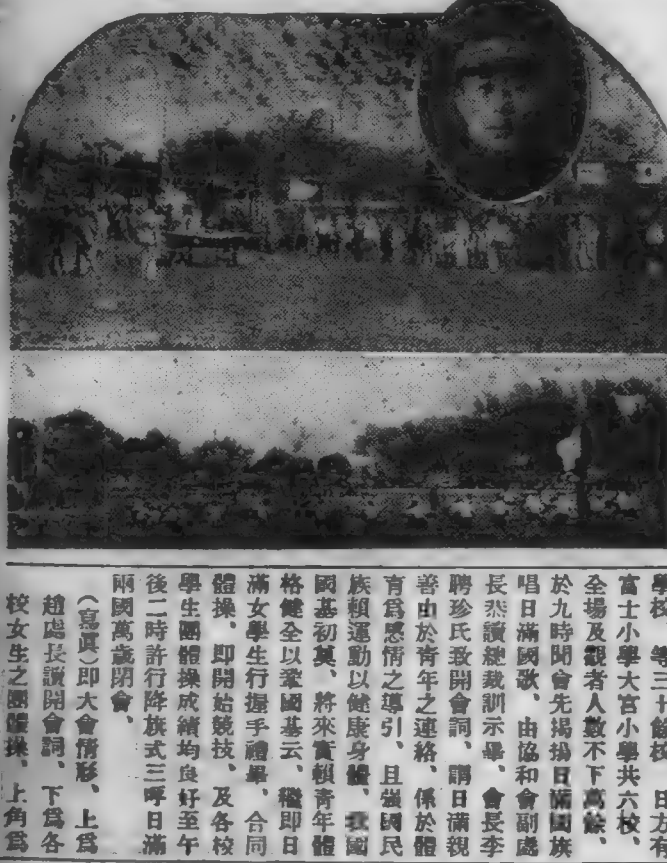 學校、等三十餘校、日方有
富士小學大官小學共六校、
全場及觀者人數不下萬餘、
於九時開會先揭揚日滿國旗
唱日滿國歌、由協和會副處
長恭讀總裁訓示畢、會長李
聘珍氏致開會詞、謂日滿親
善由於青年之連絡、係於體
育爲感情之導引、且强國民
族賴運動以健康身體、我國
國基初奠、將來實賴青年體
格健全以鞏國基云、繼即日
滿女學生行握手禮畢、合同
體操、即開始競技、及各校
學生團體操成績均良好至午
後二時許行降旗式三呼日滿
兩國萬歲閉會、
(寫眞)即大會情形、上爲
趙處長讀開會詞、下爲各
校女生之團體操、上角爲